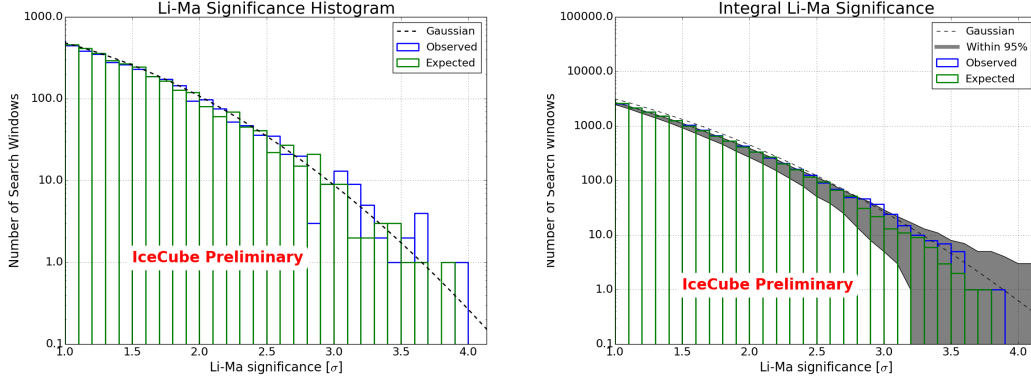 Li-Ma Significance Histogram
Number of Search Windows
1000.0
100.0
10.0
1.0
0.1
Gaussian
Observed
Expected
IceCube Preliminary
1.0 1.5 2.0 2.5 3.0 3.5 4.0
Li-Ma significance [σ]
Integral Li-Ma Significance
Number of Search Windows
100000.0
10000.0
1000.0
100.0
10.0
1.0
0.1
Gaussian
Within 95%
Observed
Expected
IceCube Preliminary
1.0 1.5 2.0 2.5 3.0 3.5 4.0
Li-Ma significance [σ]